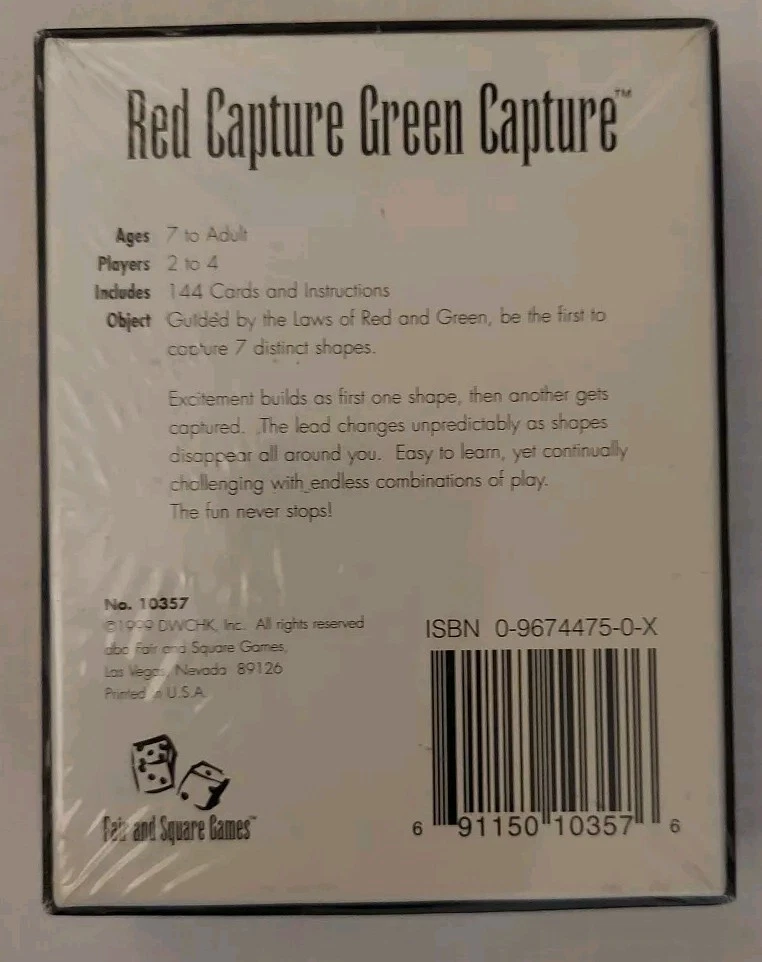 Red Capture Green Capture™
Ages 7 to Adult
Players 2 to 4
Includes 144 Cards and Instructions
Object Guided by the Laws of Red and Green, be the first to
capture 7 distinct shapes.
Excitement builds as first one shape, then another gets
captured. The lead changes unpredictably as shapes
disappear all around you. Easy to learn, yet continually
challenging with endless combinations of play.
The fun never stops!
No. 10357
©1999 DWCHK, Inc. All rights reserved
dba Fair and Square Games,
Las Vegas, Nevada 89126
Printed in U.S.A.
ISBN 0-9674475-0-X
6 91150 10357 6
Fair and Square Games™